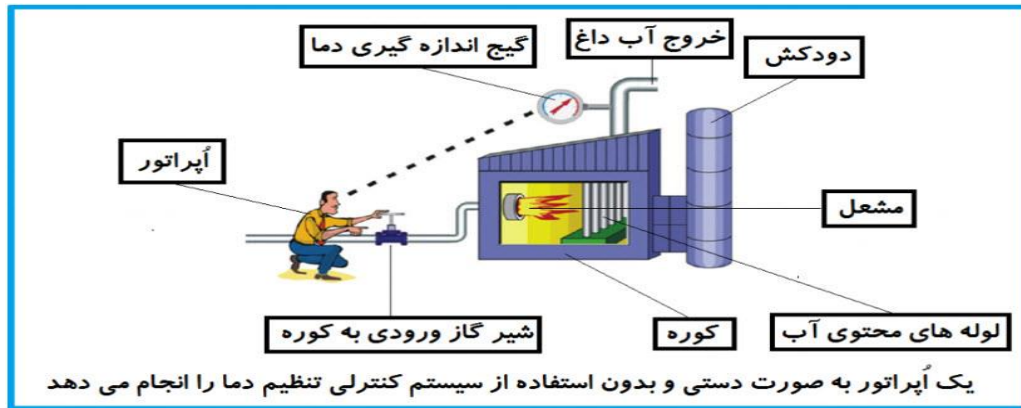 خروج آب داغ
گیج اندازه گیری دما
دودکش
اُپراتور
مشعل
شیر گاز ورودی به کوره
کوره
لوله های محتوی آب
یک اُپراتور به صورت دستی و بدون استفاده از سیستم کنترلی تنظیم دما را انجام می دهد